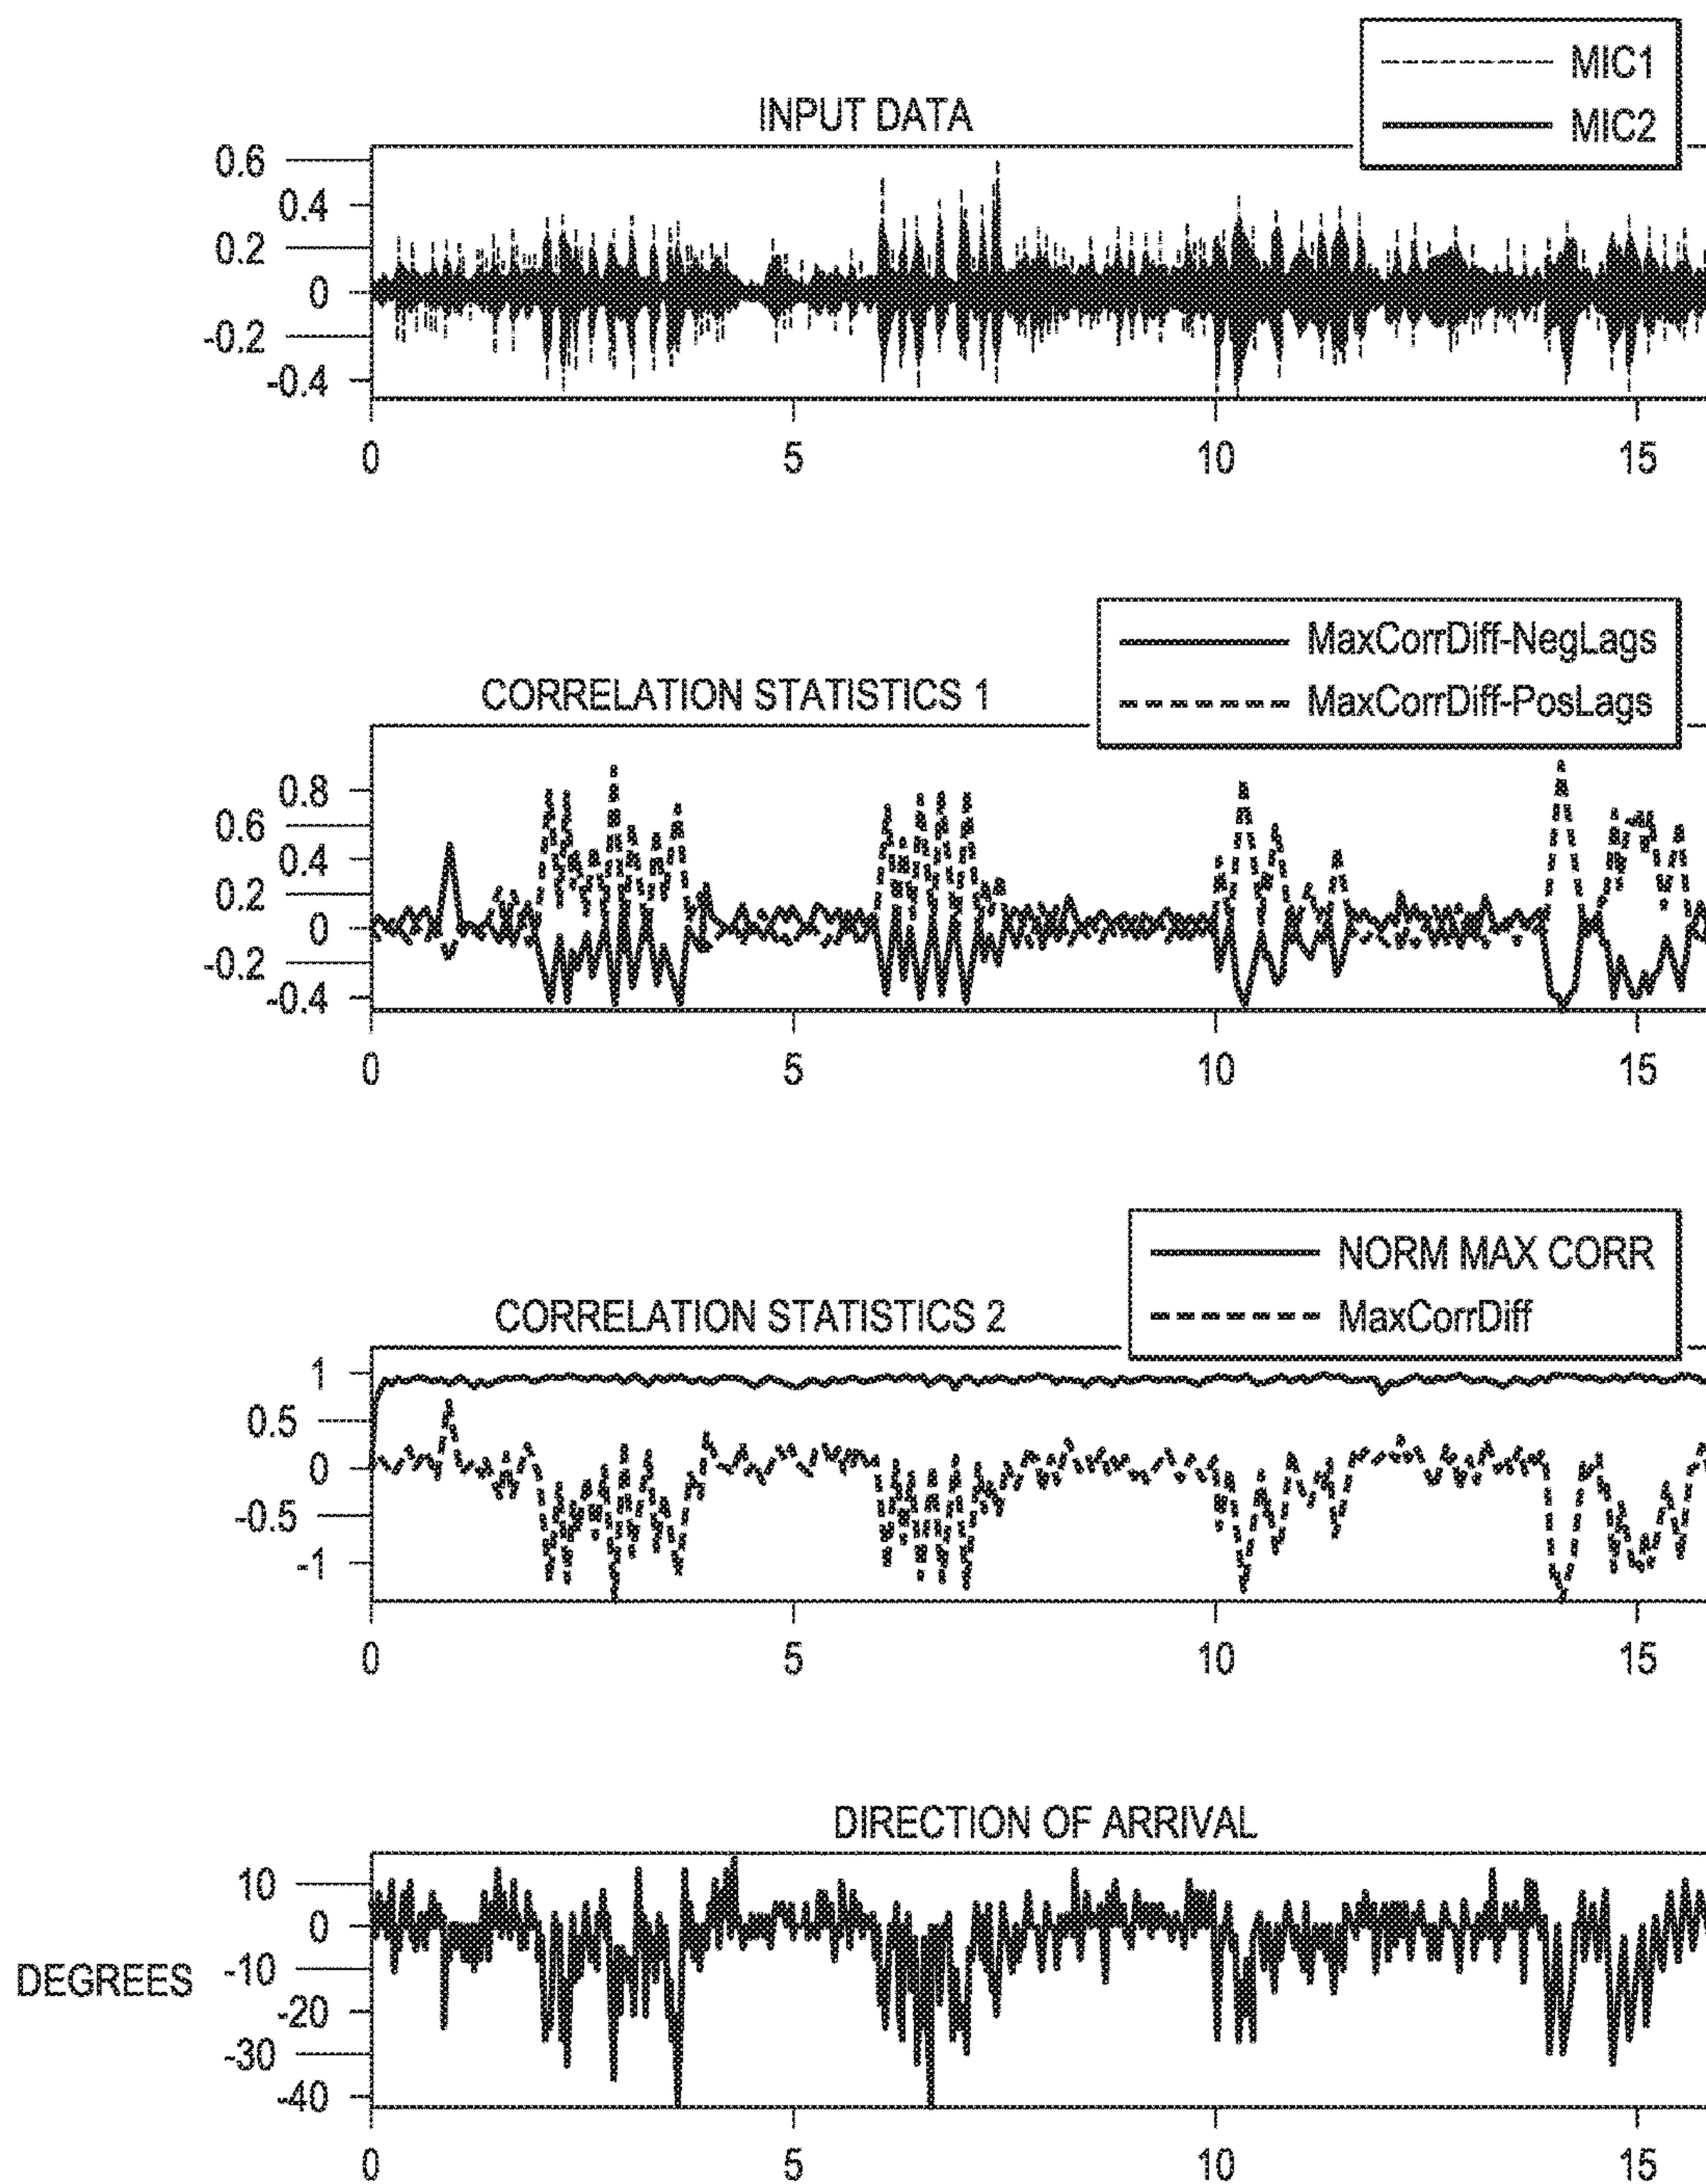 MIC1
MIC2
INPUT DATA
0.6
0.4
0.2
0
-0.2
-0.4
0 5 10 15
MaxCorrDiff-NegLags
MaxCorrDiff-PosLags
CORRELATION STATISTICS 1
0.8
0.6
0.4
0.2
0
-0.2
-0.4
0 5 10 15
NORM MAX CORR
MaxCorrDiff
CORRELATION STATISTICS 2
1
0.5
0
-0.5
-1
0 5 10 15
DIRECTION OF ARRIVAL
DEGREES
10
0
-10
-20
-30
-40
0 5 10 15